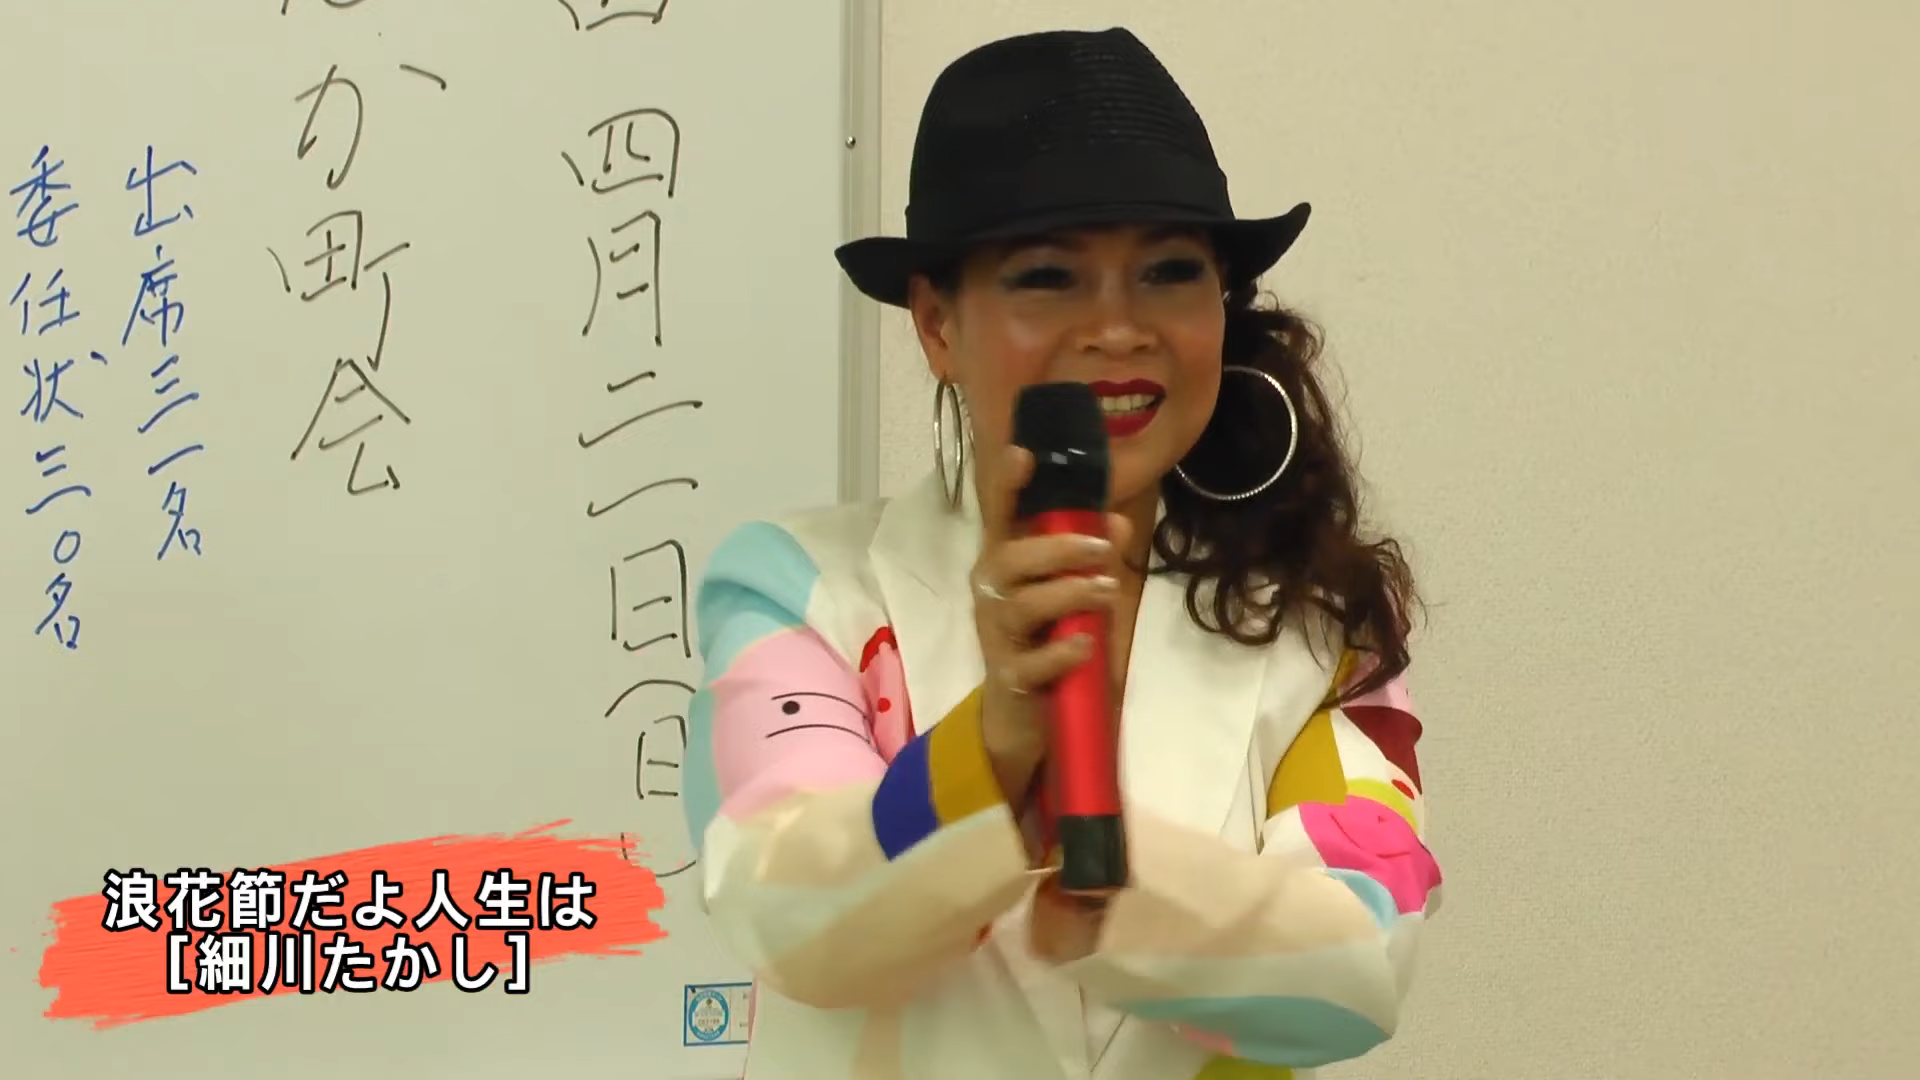 四月二一日(日)
か町会
出席三一名
委任状三〇名
浪花節だよ人生は
[細川たかし]